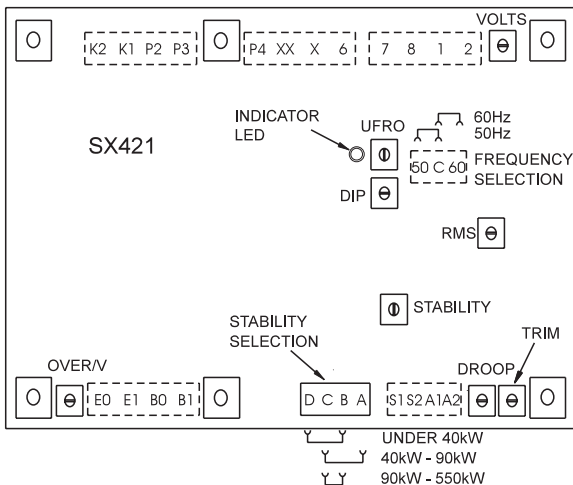 VOLTS
K2 K1 P2 P3
P4 XX X 6
7 8 1 2
INDICATOR
LED
UFRO
60Hz
50Hz
SX421
50 C 60
FREQUENCY
SELECTION
DIP
RMS
STABILITY
STABILITY
SELECTION
TRIM
OVER/V
DROOP
E0 E1 B0 B1
D C B A
S1 S2 A1 A2
UNDER 40kW
40kW - 90kW
90kW - 550kW